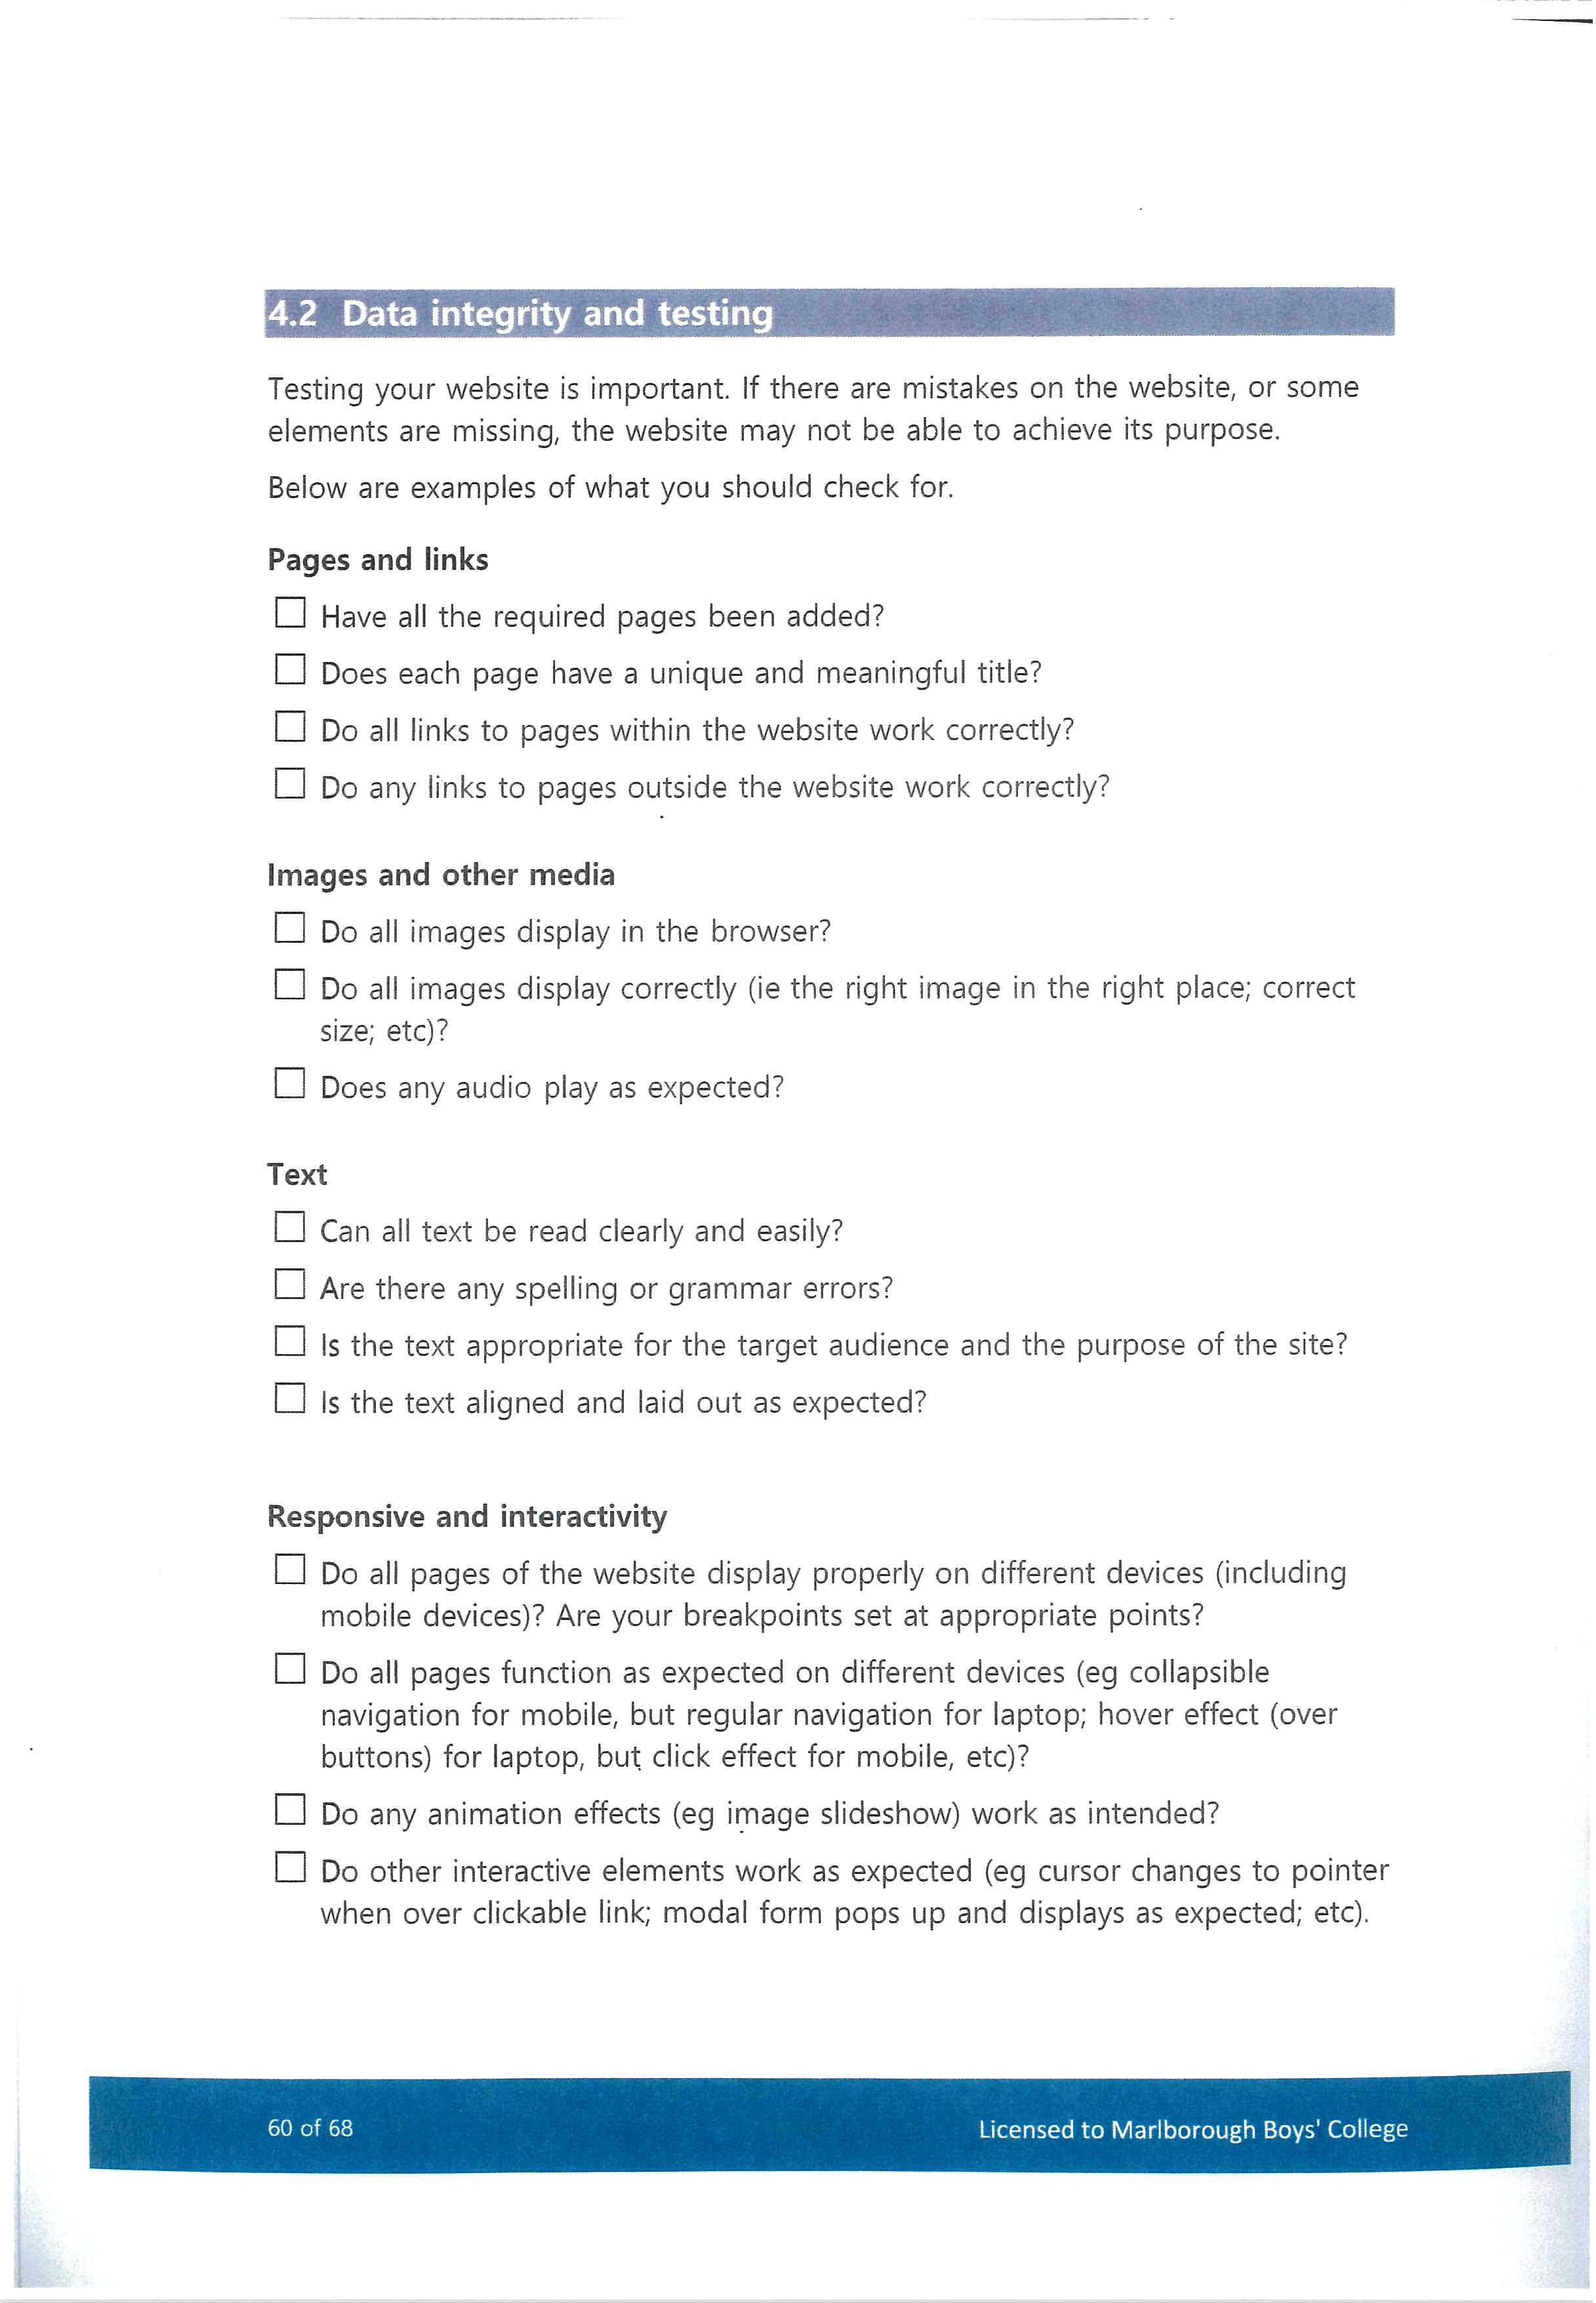 4.2 Data integrity and testing
Testing your website is important. If there are mistakes on the website, or some
elements are missing, the website may not be able to achieve its purpose.
Below are examples of what you should check for.
Pages and links
☐ Have all the required pages been added?
☐ Does each page have a unique and meaningful title?
☐ Do all links to pages within the website work correctly?
☐ Do any links to pages outside the website work correctly?
Images and other media
☐ Do all images display in the browser?
☐ Do all images display correctly (ie the right image in the right place; correct
size; etc)?
☐ Does any audio play as expected?
Text
☐ Can all text be read clearly and easily?
☐ Are there any spelling or grammar errors?
☐ Is the text appropriate for the target audience and the purpose of the site?
☐ Is the text aligned and laid out as expected?
Responsive and interactivity
☐ Do all pages of the website display properly on different devices (including
mobile devices)? Are your breakpoints set at appropriate points?
☐ Do all pages function as expected on different devices (eg collapsible
navigation for mobile, but regular navigation for laptop; hover effect (over
buttons) for laptop, but click effect for mobile, etc)?
☐ Do any animation effects (eg image slideshow) work as intended?
☐ Do other interactive elements work as expected (eg cursor changes to pointer
when over clickable link; modal form pops up and displays as expected; etc).
60 of 68
Licensed to Marlborough Boys' College